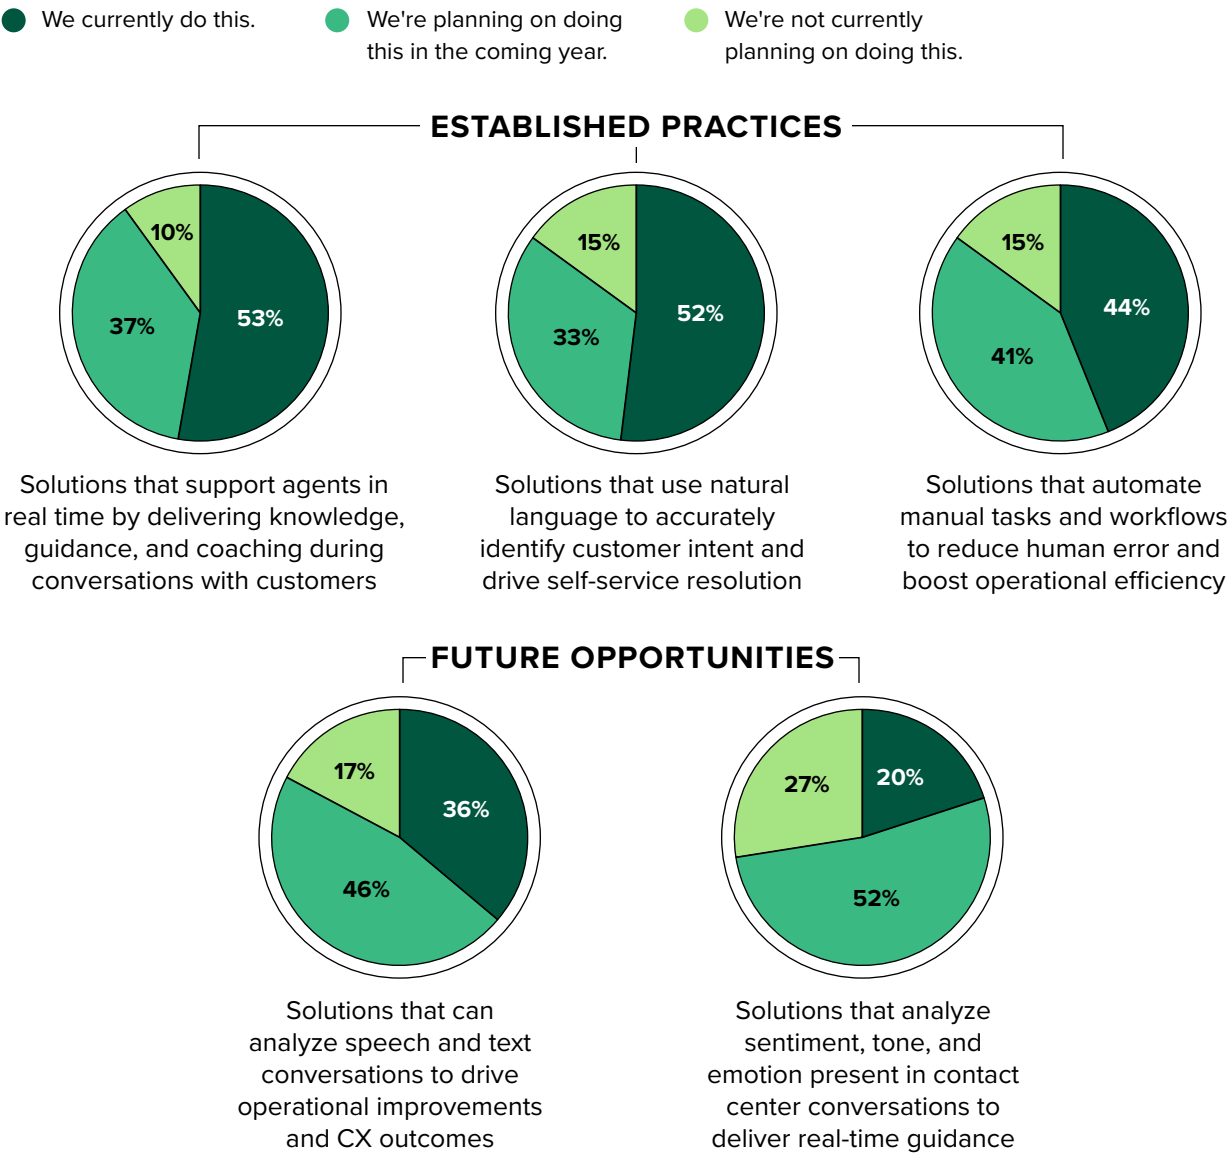 We currently do this.
We're planning on doing
this in the coming year.
We're not currently
planning on doing this.
ESTABLISHED PRACTICES
10%
37%
53%
15%
33%
52%
15%
41%
44%
Solutions that support agents in
real time by delivering knowledge,
guidance, and coaching during
conversations with customers
Solutions that use natural
language to accurately
identify customer intent and
drive self-service resolution
Solutions that automate
manual tasks and workflows
to reduce human error and
boost operational efficiency
FUTURE OPPORTUNITIES
17%
36%
46%
27%
20%
52%
Solutions that can
analyze speech and text
conversations to drive
operational improvements
and CX outcomes
Solutions that analyze
sentiment, tone, and
emotion present in contact
center conversations to
deliver real-time guidance